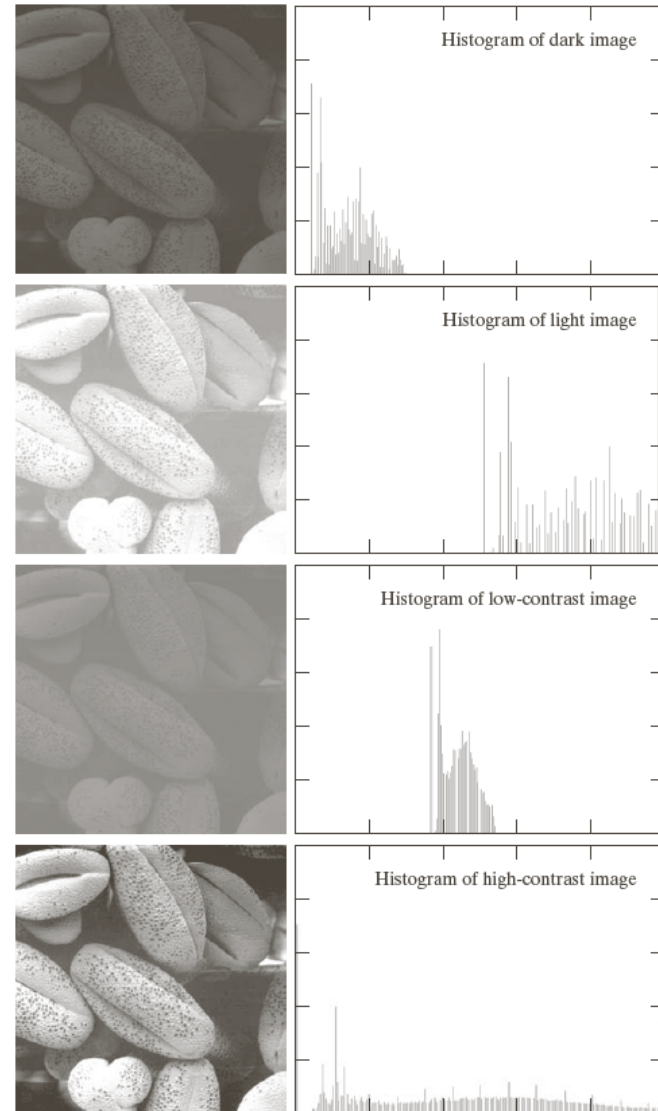 Histogram of dark image
Histogram of light image
Histogram of low-contrast image
Histogram of high-contrast image